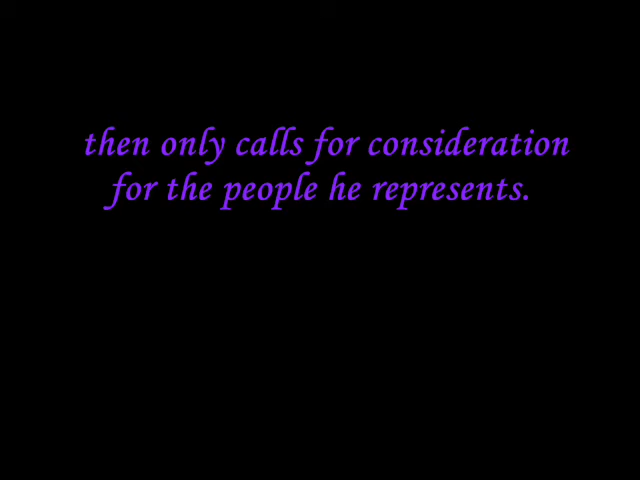 then only calls for consideration
for the people he represents.